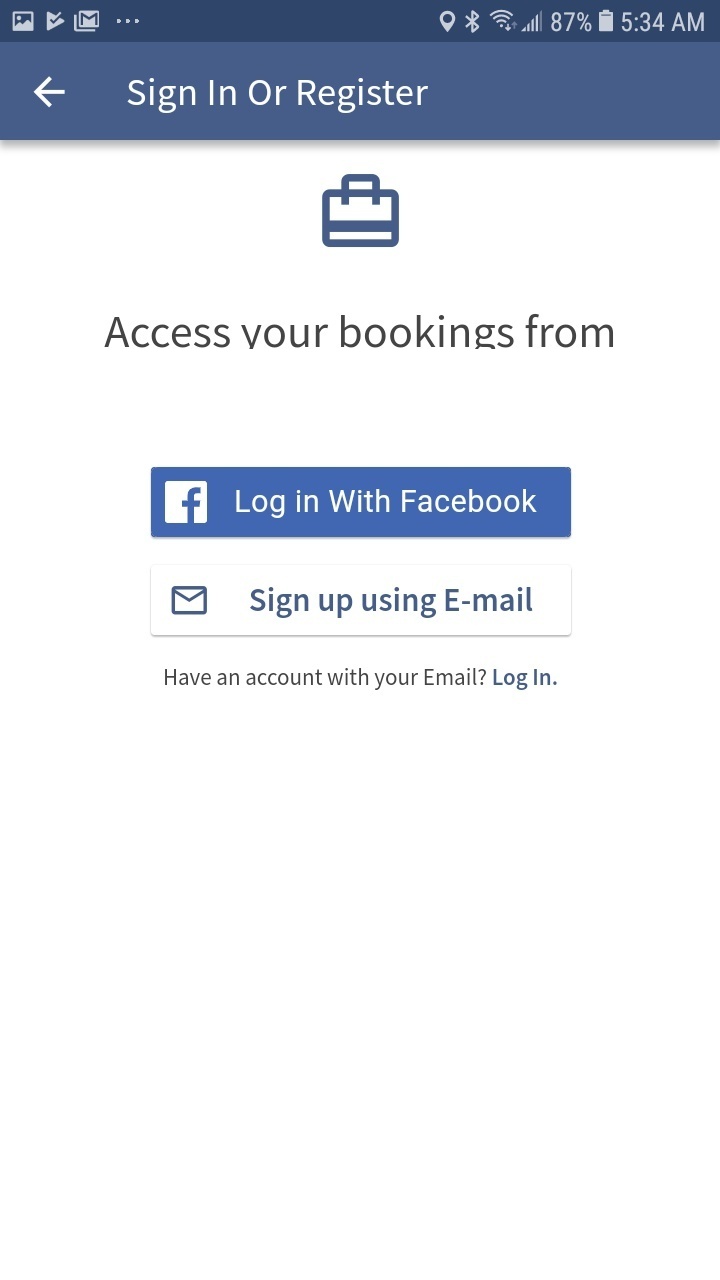 87% 5:34 AM
Sign In Or Register
Access your bookings from
Log in With Facebook
Sign up using E-mail
Have an account with your Email? Log In.